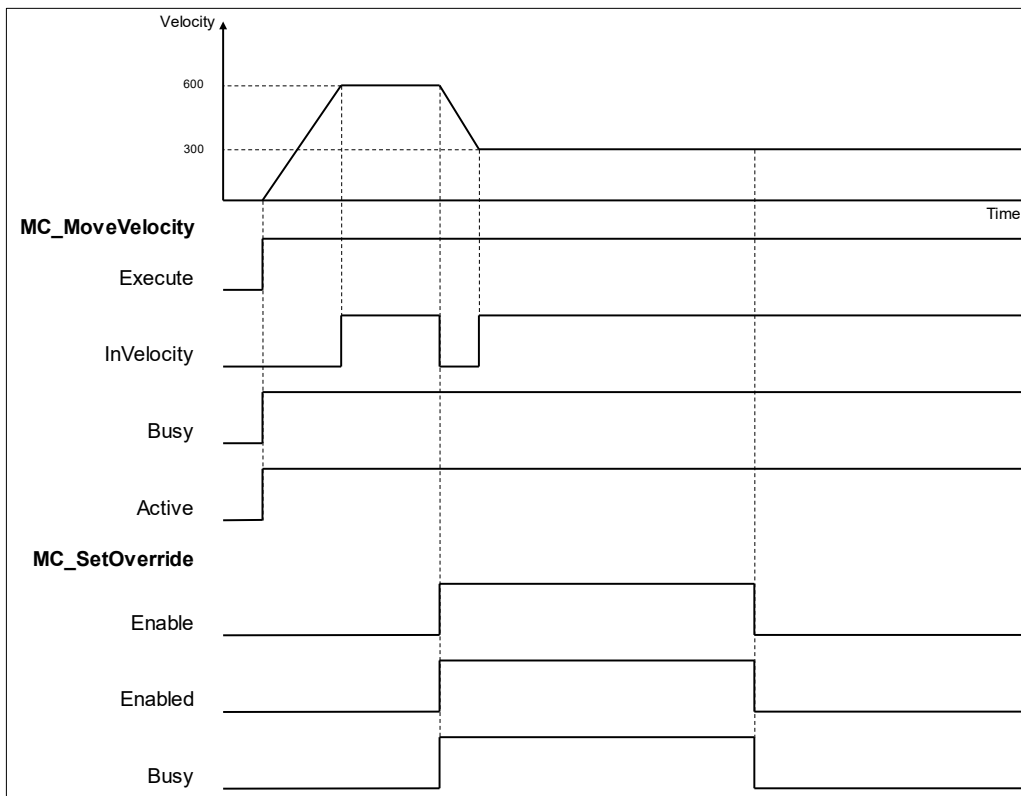 Velocity
600
300
Time
MC_MoveVelocity
Execute
InVelocity
Busy
Active
MC_SetOverride
Enable
Enabled
Busy